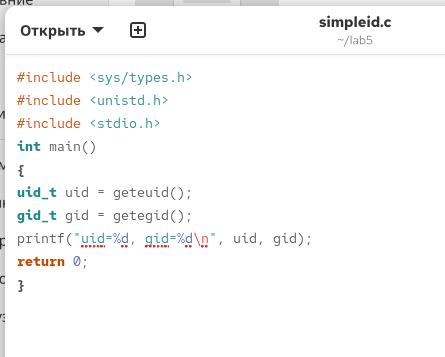 вние
Открыть
simpleid.c
~/lab5
#include <sys/types.h>
#include <unistd.h>
#include <stdio.h>
int main()
{
uid_t uid = geteuid();
gid_t gid = getegid();
printf("uid=%d, gid=%d\n", uid, gid);
return 0;
}